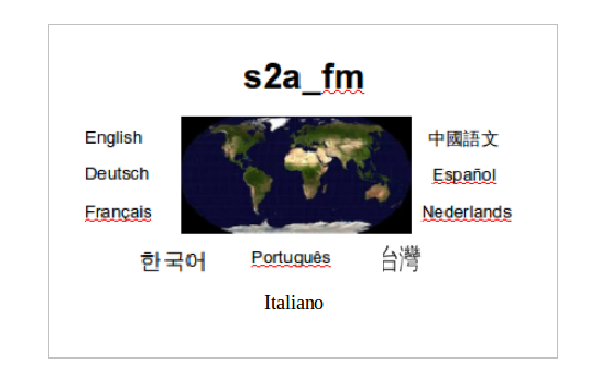 s2a_fm
English 中國語文
Deutsch Español
Français Nederlands
한국어 Português 台灣
Italiano